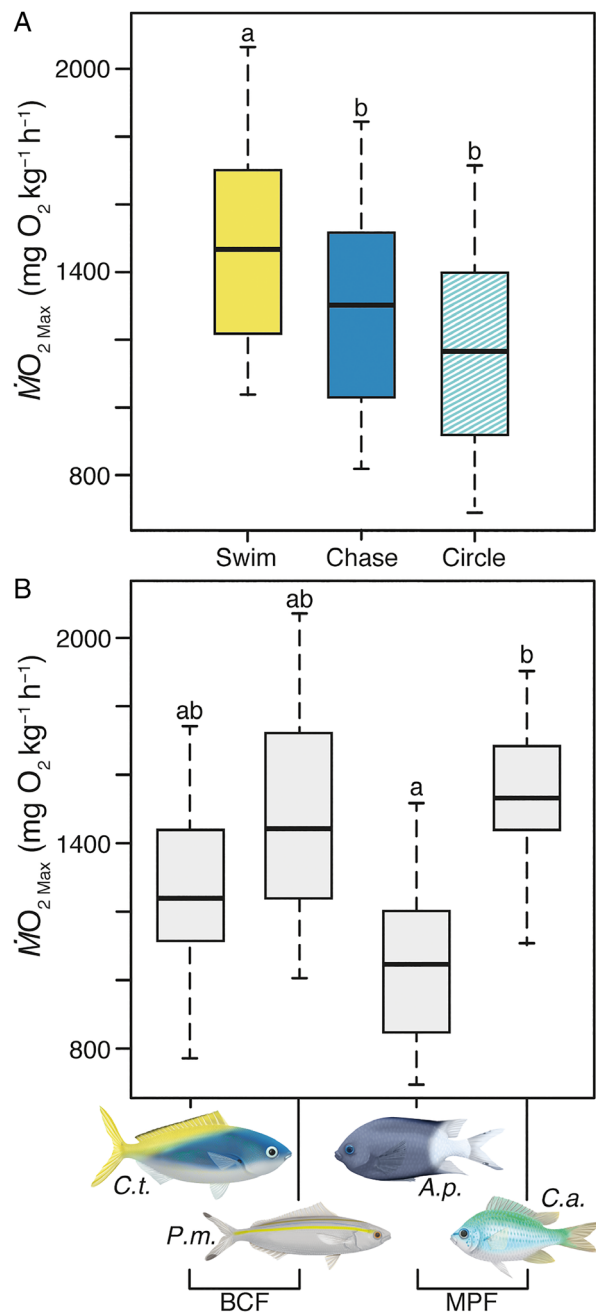 A
a
b
b
2000
1400
800
ṀO₂ Max (mg O₂ kg⁻¹ h⁻¹)
Swim Chase Circle
B
ab
ab
a
b
2000
1400
800
ṀO₂ Max (mg O₂ kg⁻¹ h⁻¹)
C.t.
A.p.
C.a.
P.m.
BCF MPF